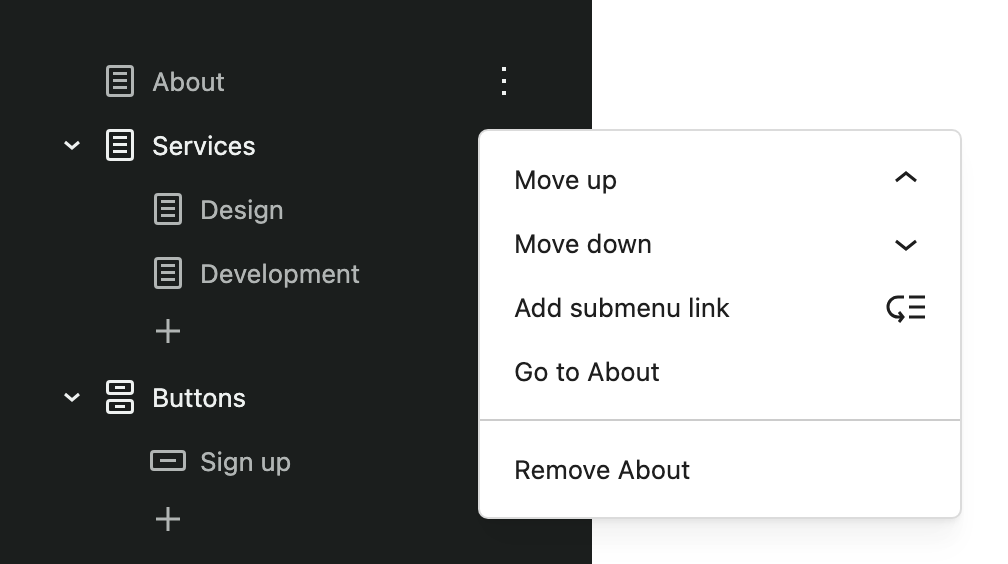 About
Services
Design
Development
Buttons
Sign up
Move up
Move down
Add submenu link
Go to About
Remove About